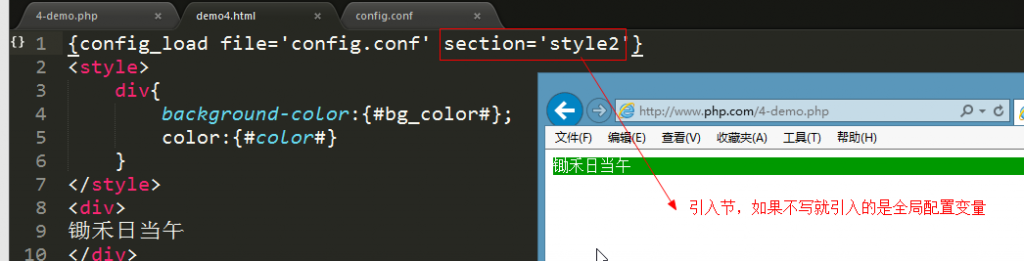 4-demo.php × demo4.html × config.conf ×
{} 1 {config_load file='config.conf' section='style2'}
2 <style>
3 div{
4 background-color:{#bg_color#};
5 color:{#color#}
6 }
7 </style>
8 <div>
9 锄禾日当午
10 </div>
http://www.php.com/4-demo.php
文件(F) 编辑(E) 查看(V) 收藏夹(A) 工具(T) 帮助(H)
锄禾日当午
引入节，如果不写就引入的是全局配置变量